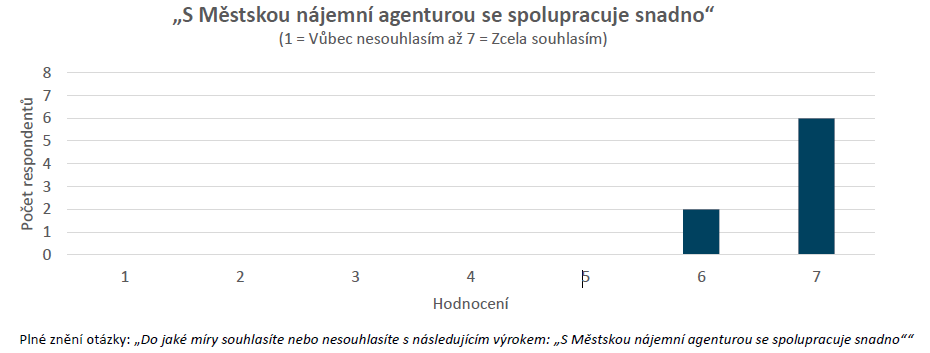 „S Městskou nájemní agenturou se spolupracuje snadno“
(1 = Vůbec nesouhlasím až 7 = Zcela souhlasím)
Počet respondentů
8
7
6
5
4
3
2
1
0
1 2 3 4 5 6 7
Hodnocení
Plné znění otázky: „Do jaké míry souhlasíte nebo nesouhlasíte s následujícím výrokem: „S Městskou nájemní agenturou se spolupracuje snadno““